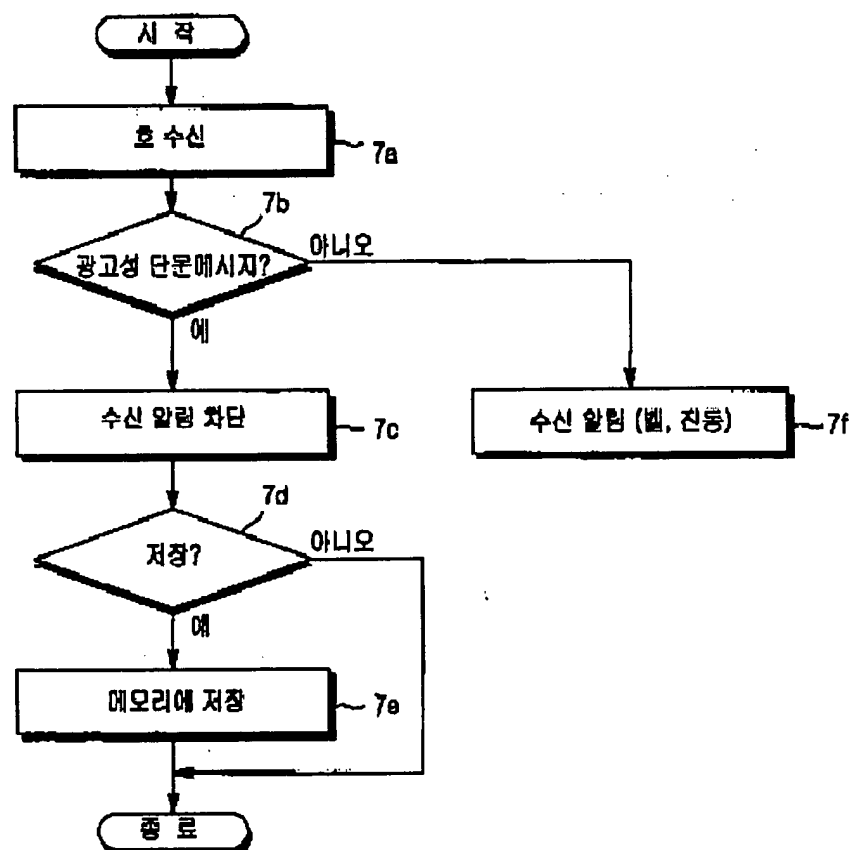 시 작
호 수신
7a
7b
광고성 단문메시지?
아니오
예
수신 알림 차단
7c
수신 알림 (벨, 진동)
7f
7d
저장?
아니오
예
메모리에 저장
7e
종 료